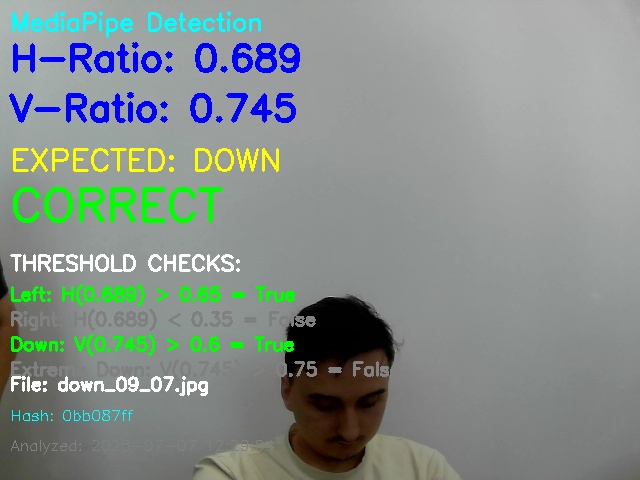 MediaPipe Detection
H-Ratio: 0.689
V-Ratio: 0.745
EXPECTED: DOWN
CORRECT
THRESHOLD CHECKS:
Left: H(0.689) > 0.65 = True
Right: H(0.689) < 0.35 = False
Down: V(0.745) > 0.6 = True
Extreme Down: V(0.745) > 0.75 = Fals
File: down_09_07.jpg
Hash: 0bb087ff
Analyzed: